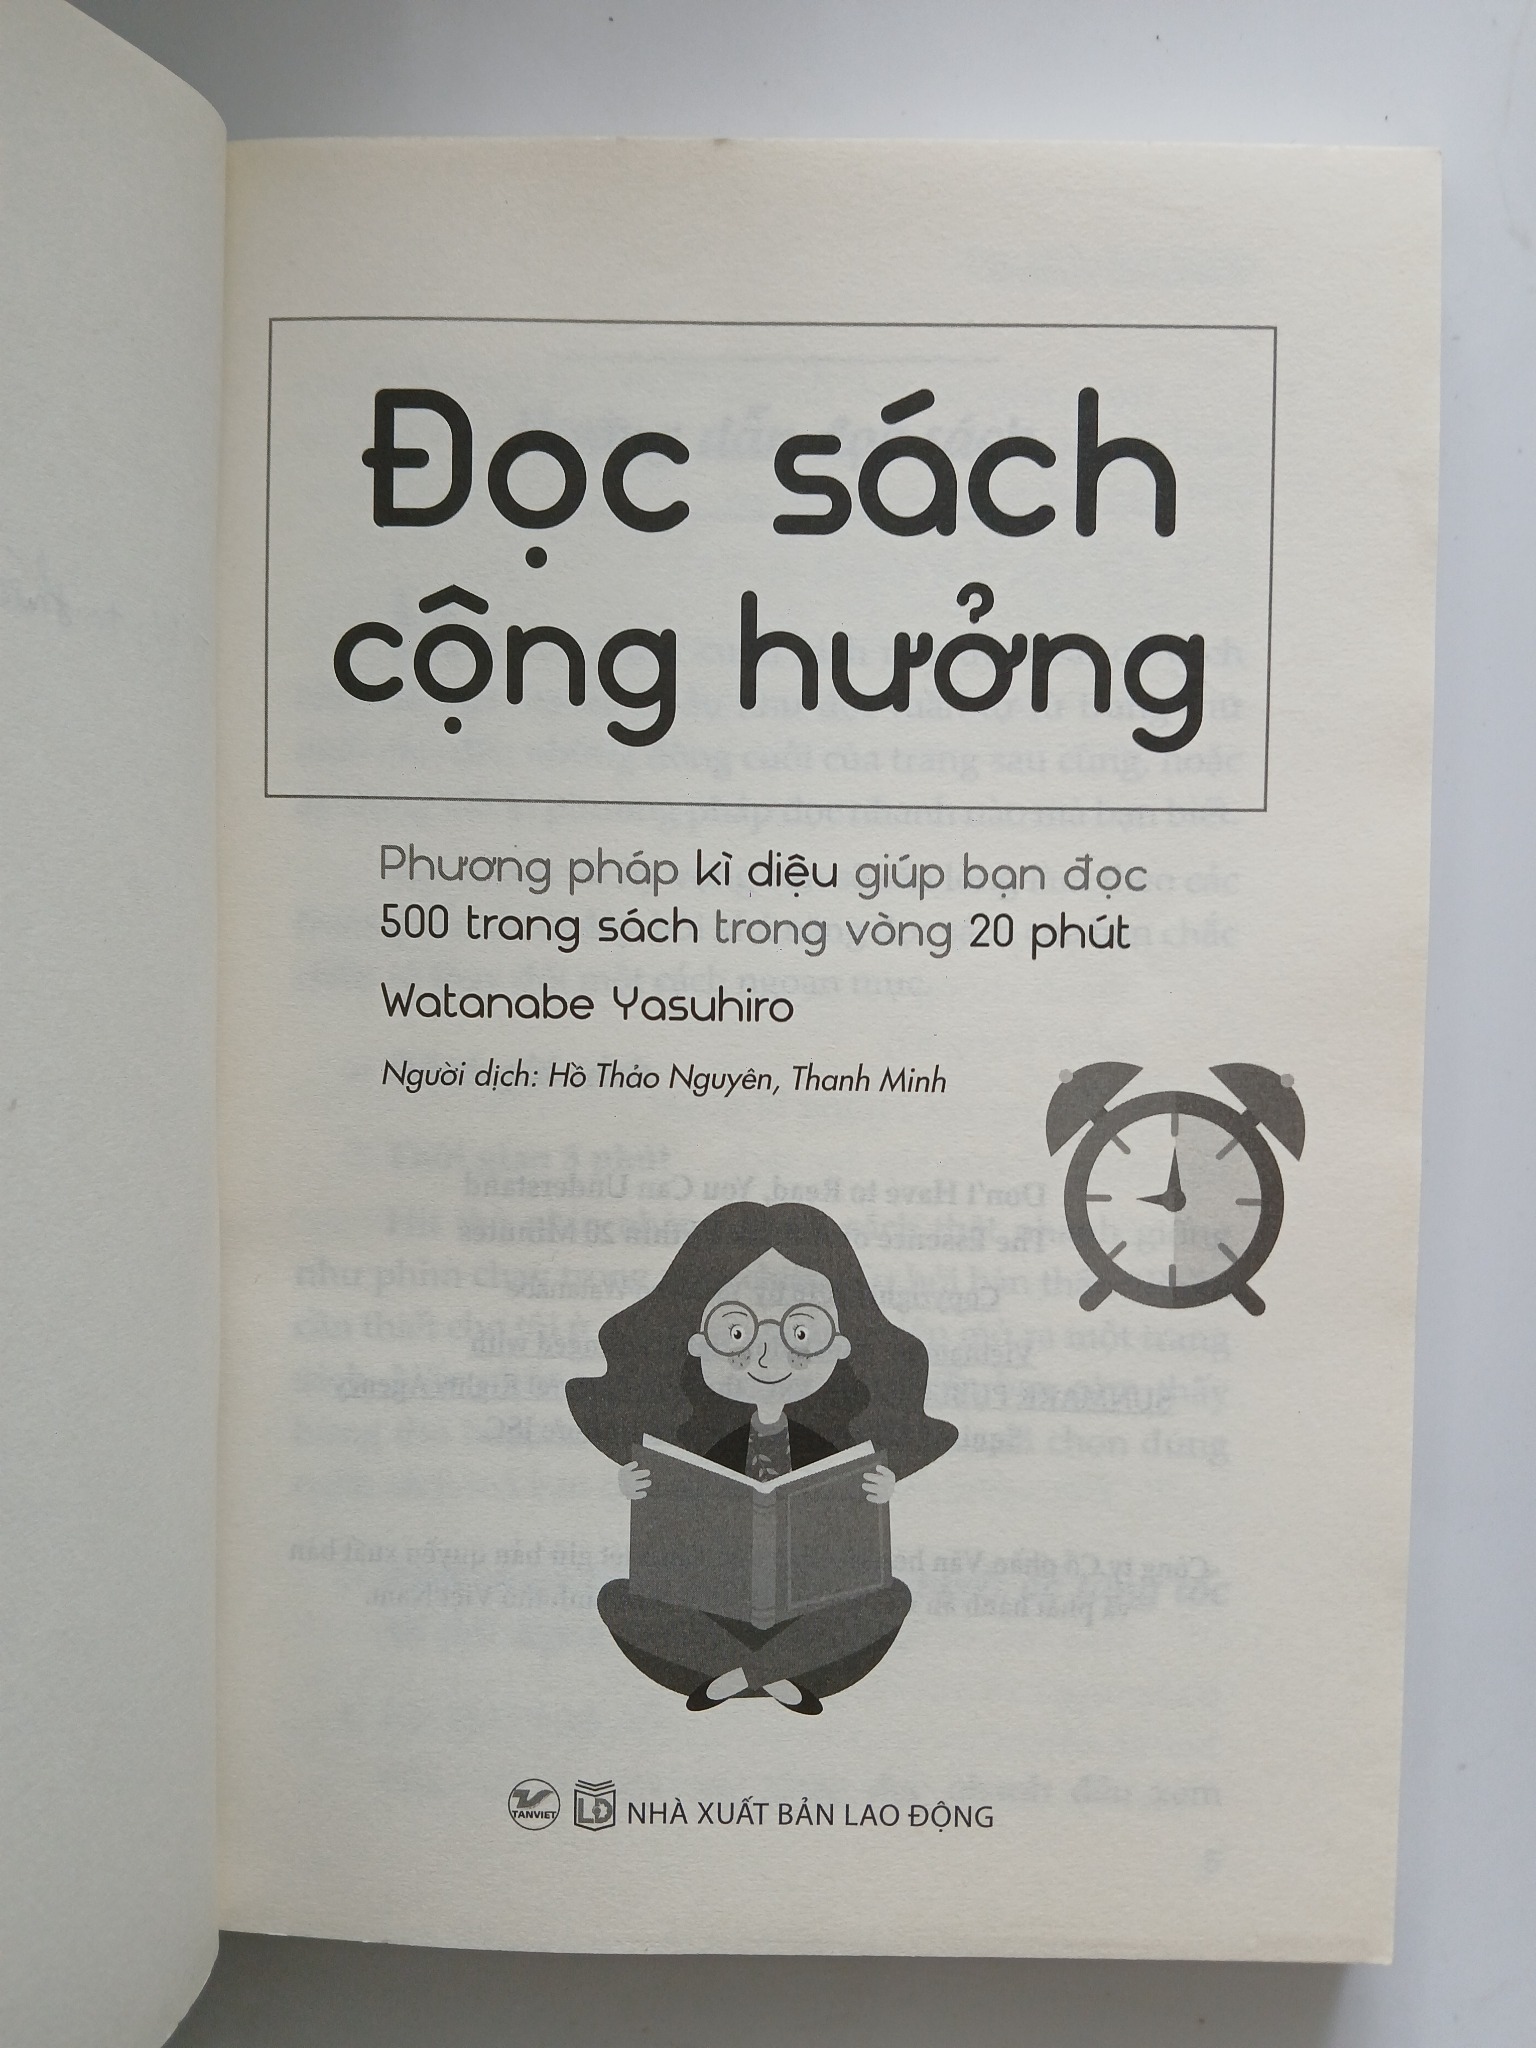 Đọc sách
cộng hưởng
Phương pháp kì diệu giúp bạn đọc
500 trang sách trong vòng 20 phút
Watanabe Yasuhiro
Người dịch: Hồ Thảo Nguyên, Thanh Minh
TANVIET
LĐ
NHÀ XUẤT BẢN LAO ĐỘNG